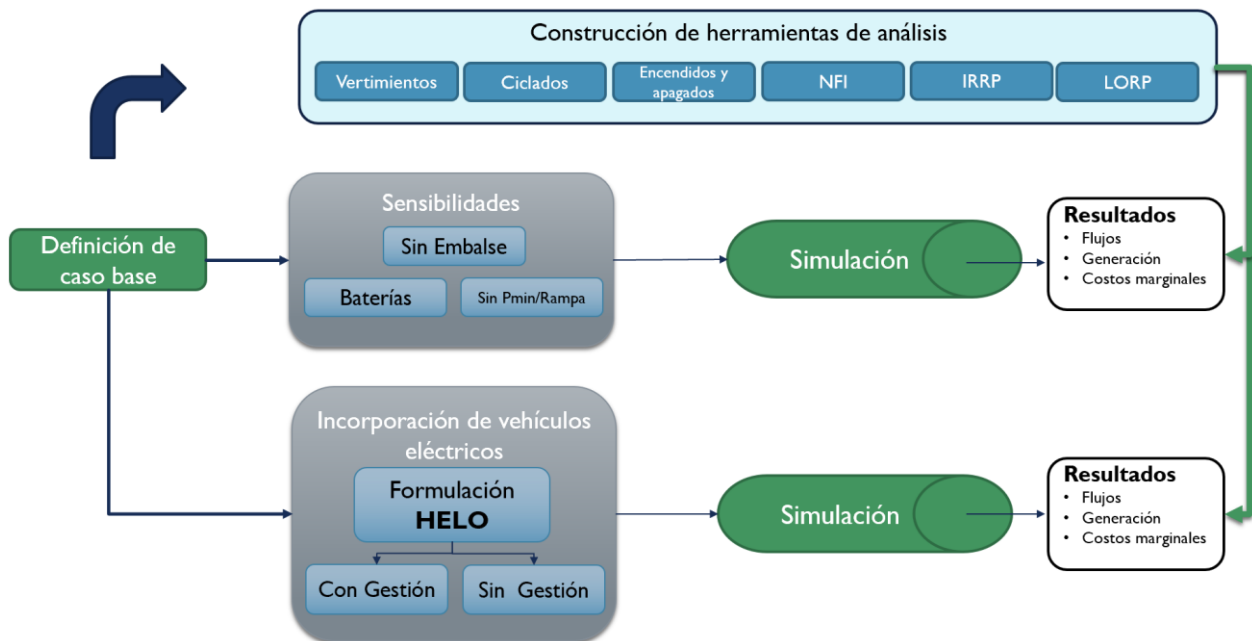 Construcción de herramientas de análisis
Vertimientos
Ciclados
Encendidos y
apagados
NFI
IRRP
LORP
Definición de
caso base
Sensibilidades
Sin Embalse
Baterías
Sin Pmin/Rampa
Simulación
Resultados
• Flujos
• Generación
• Costos marginales
Incorporación de vehículos
eléctricos
Formulación
HELO
Con Gestión
Sin Gestión
Simulación
Resultados
• Flujos
• Generación
• Costos marginales